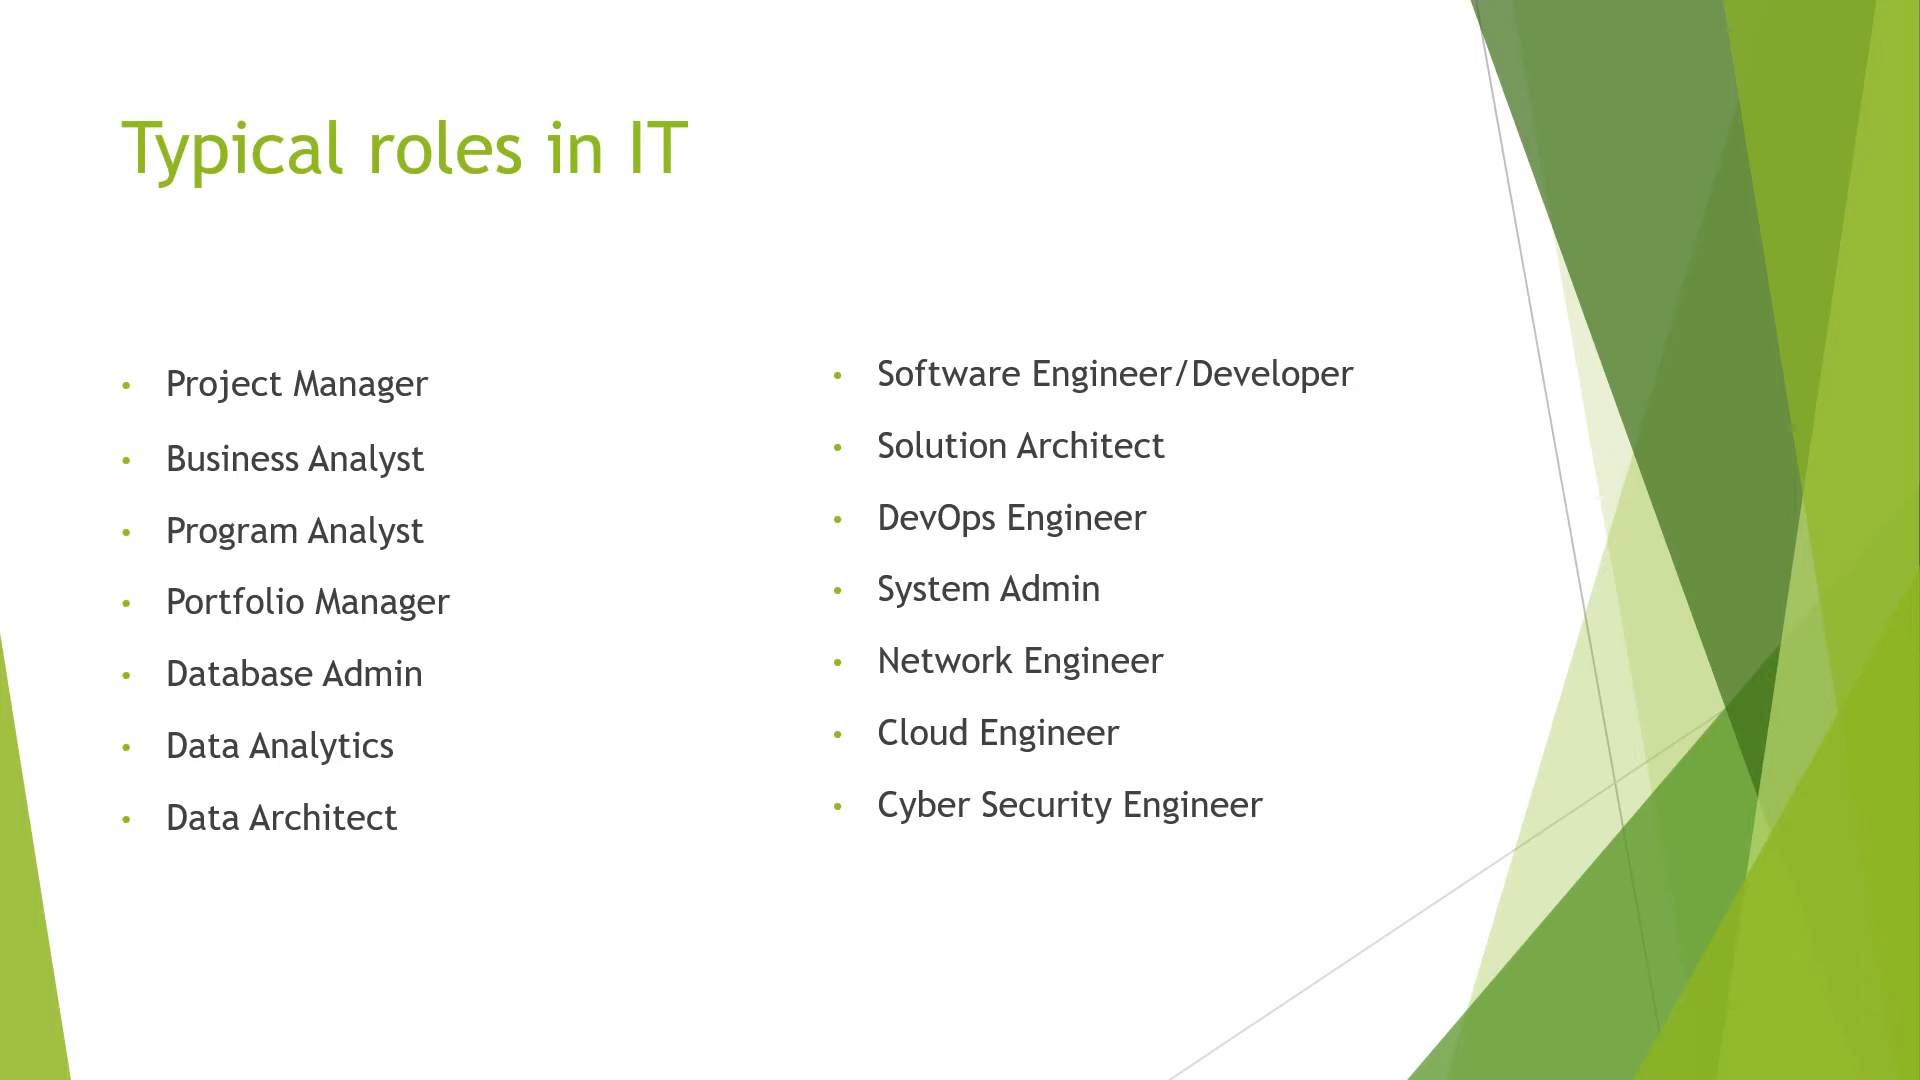 Typical roles in IT
• Project Manager
• Business Analyst
• Program Analyst
• Portfolio Manager
• Database Admin
• Data Analytics
• Data Architect
• Software Engineer/Developer
• Solution Architect
• DevOps Engineer
• System Admin
• Network Engineer
• Cloud Engineer
• Cyber Security Engineer